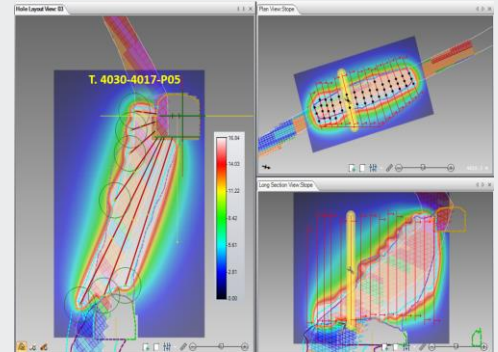 Hole Layout View: 03
Plan View Stope
T. 4030-4017-P05
16.84
14.03
11.22
8.42
5.61
2.81
0.00
Long Section View Stope